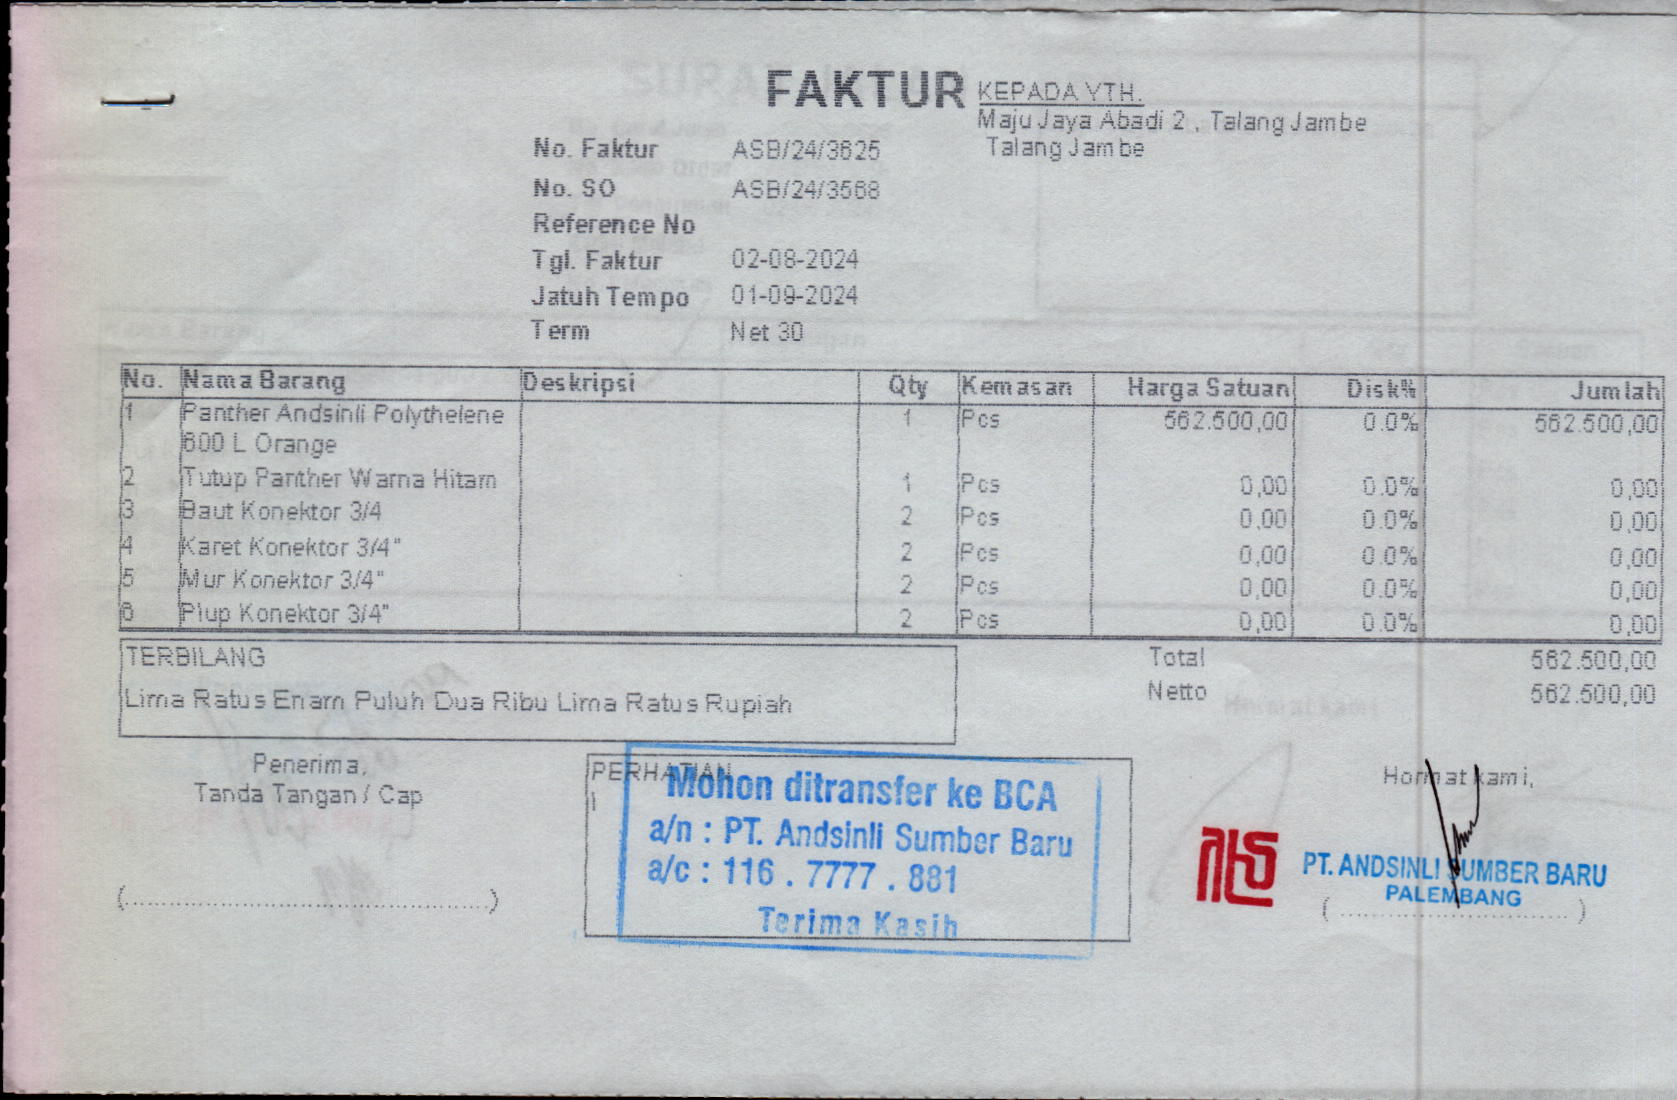 FAKTUR
KEPADA YTH.
Maju Jaya Abadi 2 , Talang Jambe
Talang Jambe
No. Faktur ASB/24/3625
No. SO ASB/24/3568
Reference No
Tgl. Faktur 02-08-2024
Jatuh Tempo 01-09-2024
Term Net 30
No. Nama Barang Deskripsi Qty Kemasan Harga Satuan Disk% Jumlah
1 Panther Andsinli Polythelene 1 Pcs 562.500,00 0.0% 562.500,00
600 L Orange
2 Tutup Panther Warna Hitam 1 Pcs 0,00 0.0% 0,00
3 Baut Konektor 3/4 2 Pcs 0,00 0.0% 0,00
4 Karet Konektor 3/4" 2 Pcs 0,00 0.0% 0,00
5 Mur Konektor 3/4" 2 Pcs 0,00 0.0% 0,00
6 Plup Konektor 3/4" 2 Pcs 0,00 0.0% 0,00
TERBILANG
Lima Ratus Enam Puluh Dua Ribu Lima Ratus Rupiah
Total 562.500,00
Netto 562.500,00
Penerima,
Tanda Tangan / Cap
(..........................................)
PERHATIAN
Mohon ditransfer ke BCA
a/n : PT. Andsinli Sumber Baru
a/c : 116 . 7777 . 881
Terima Kasih
Hormat kami,
PT. ANDSINLI SUMBER BARU
PALEMBANG
( .............................. )